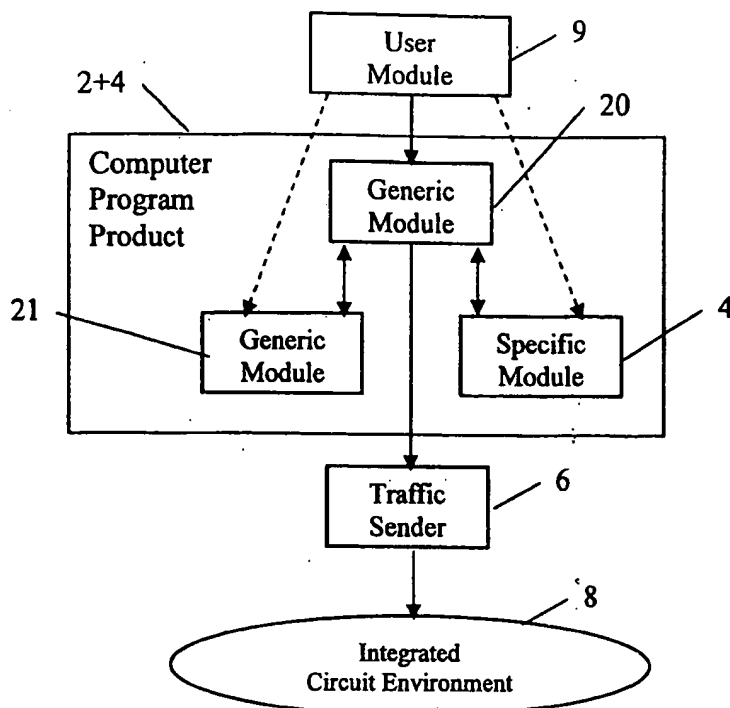 User
Module
9
2+4
20
Computer
Program
Product
Generic
Module
21
Generic
Module
Specific
Module
4
Traffic
Sender
6
8
Integrated
Circuit Environment